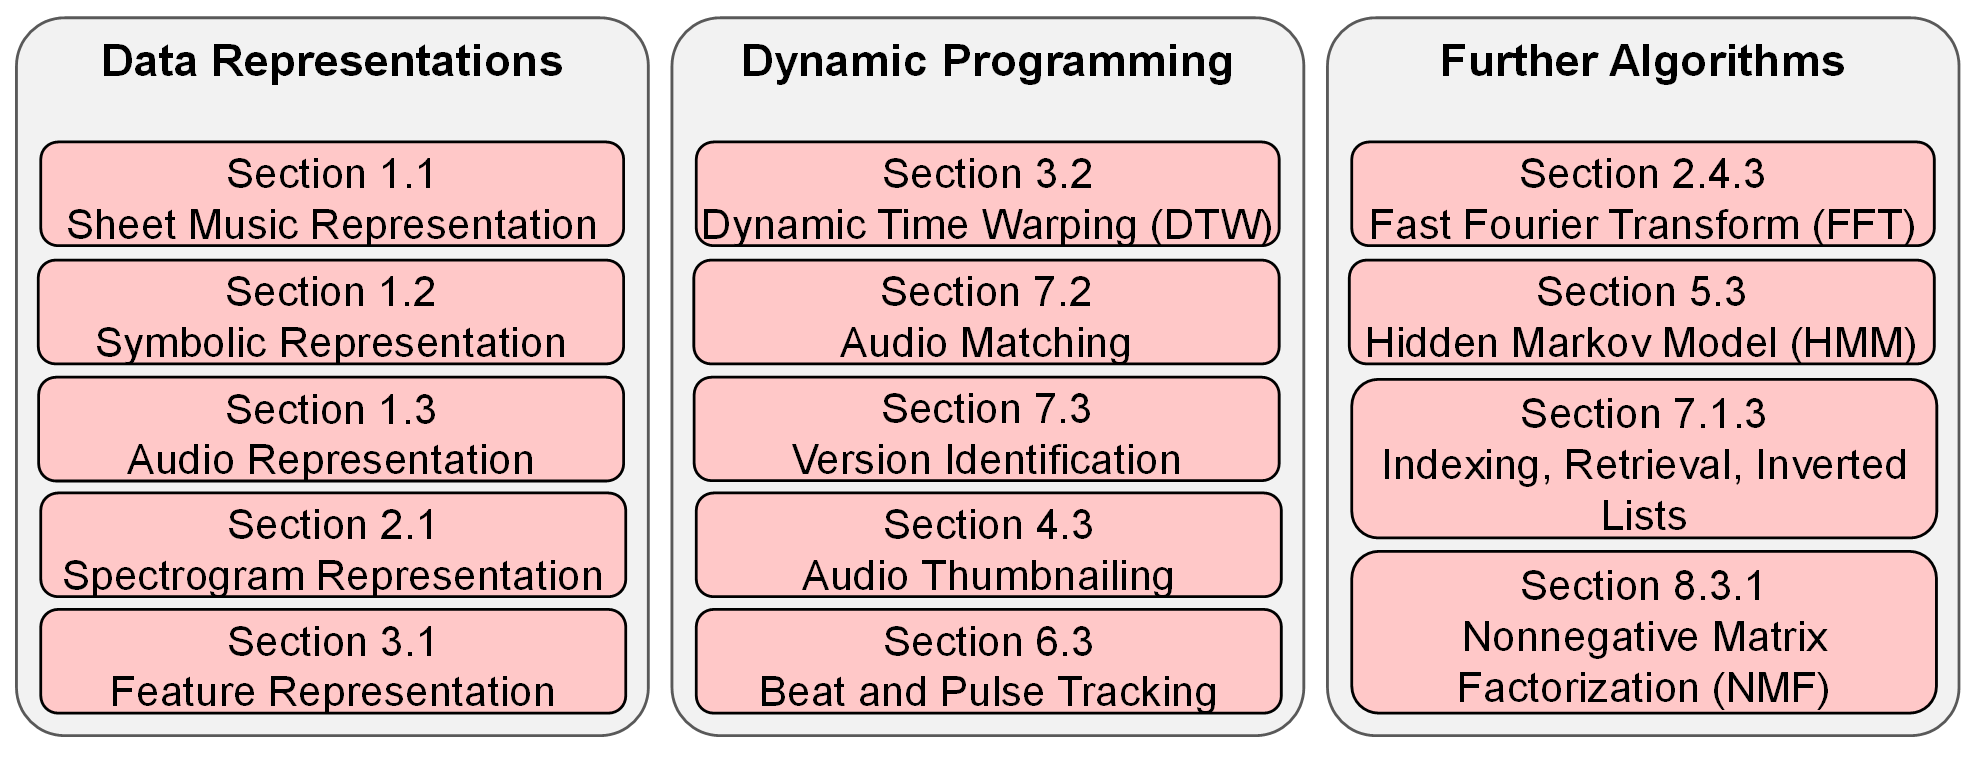 Data Representations
Section 1.1
Sheet Music Representation
Section 1.2
Symbolic Representation
Section 1.3
Audio Representation
Section 2.1
Spectrogram Representation
Section 3.1
Feature Representation
Dynamic Programming
Section 3.2
Dynamic Time Warping (DTW)
Section 7.2
Audio Matching
Section 7.3
Version Identification
Section 4.3
Audio Thumbnailing
Section 6.3
Beat and Pulse Tracking
Further Algorithms
Section 2.4.3
Fast Fourier Transform (FFT)
Section 5.3
Hidden Markov Model (HMM)
Section 7.1.3
Indexing, Retrieval, Inverted
Lists
Section 8.3.1
Nonnegative Matrix
Factorization (NMF)